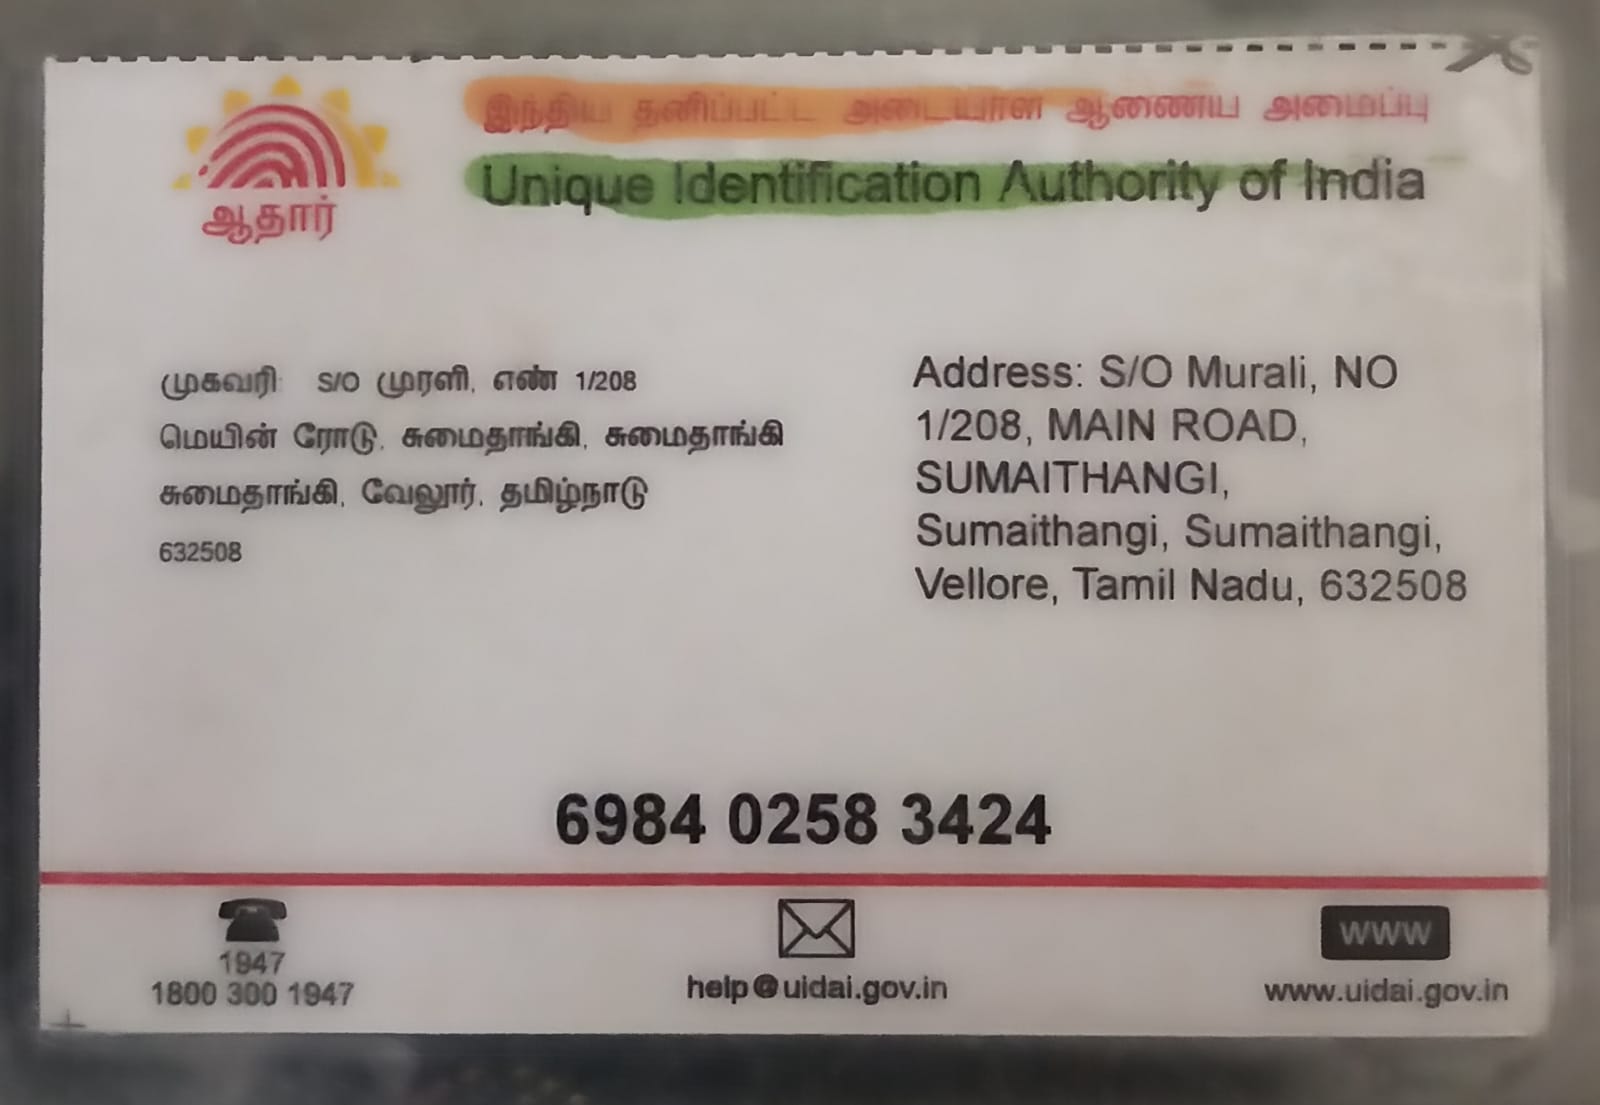 இந்திய தனிப்பட்ட அடையாள ஆணைய அமைப்பு
Unique Identification Authority of India
ஆதார்
முகவரி: S/O முரளி, எண் 1/208
மெயின் ரோடு, சுமைதாங்கி, சுமைதாங்கி
சுமைதாங்கி, வேலூர், தமிழ்நாடு
632508
Address: S/O Murali, NO
1/208, MAIN ROAD,
SUMAITHANGI,
Sumaithangi, Sumaithangi,
Vellore, Tamil Nadu, 632508
6984 0258 3424
1947
1800 300 1947
help@uidai.gov.in
WWW
www.uidai.gov.in